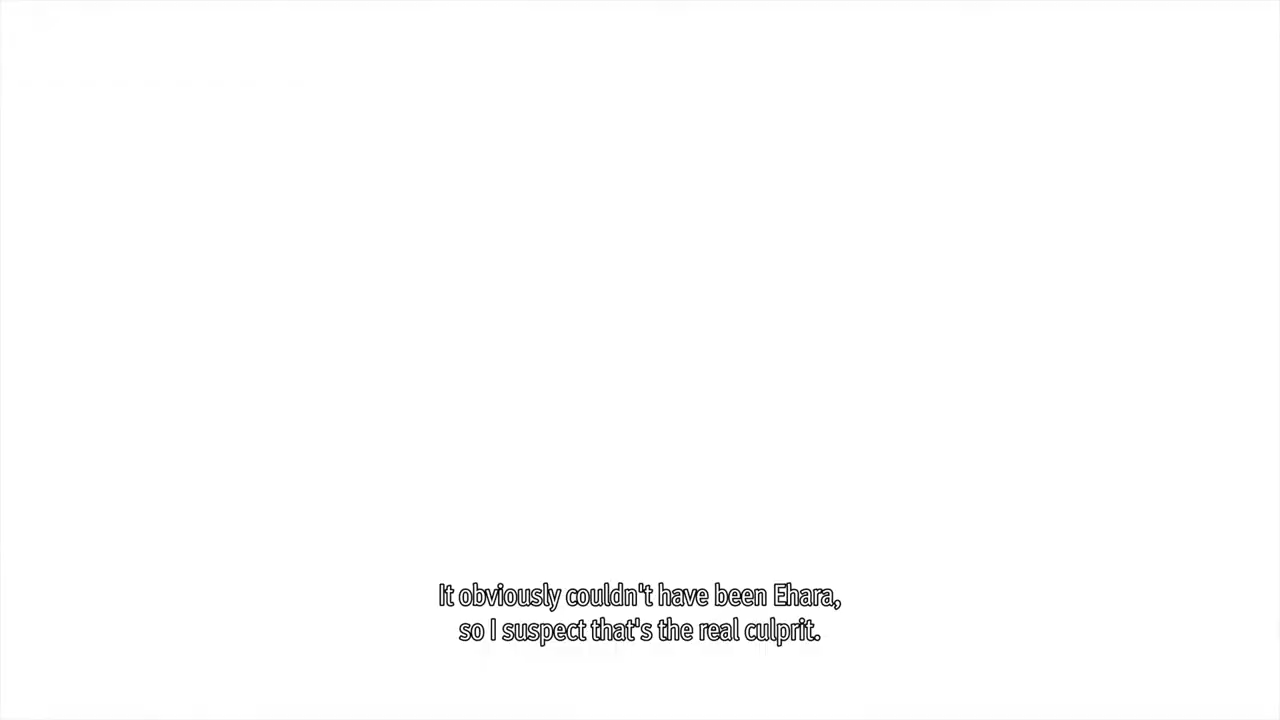 It obviously couldn't have been Ehara,
so I suspect that's the real culprit.